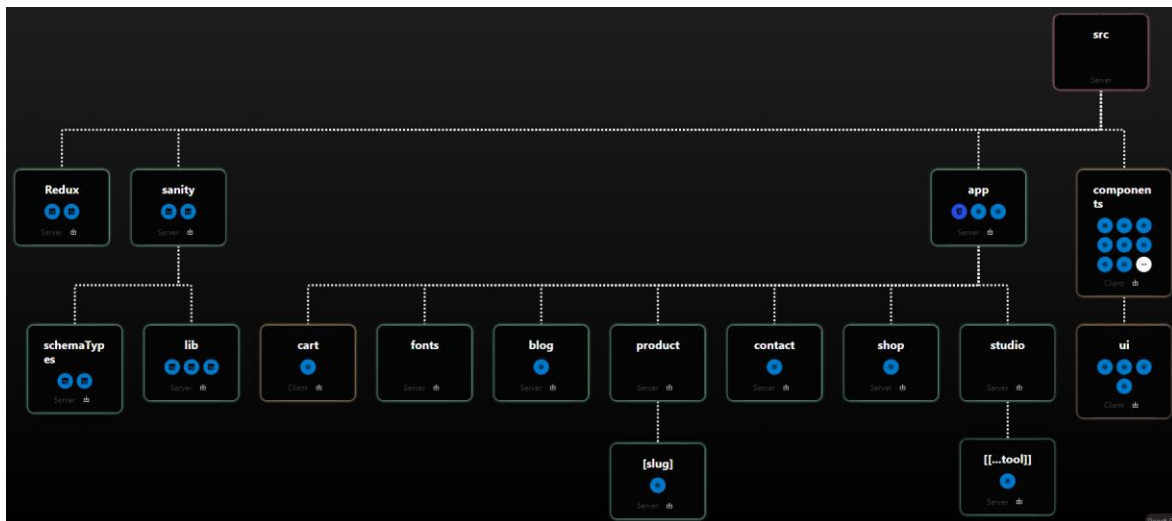 src
Server
Redux
Server
sanity
Server
app
Server
componen
ts
Client
schemaTyp
es
Server
lib
Server
cart
Client
fonts
Server
blog
Server
product
Server
contact
Server
shop
Server
studio
Server
ui
Client
[slug]
Server
[[...tool]]
Server